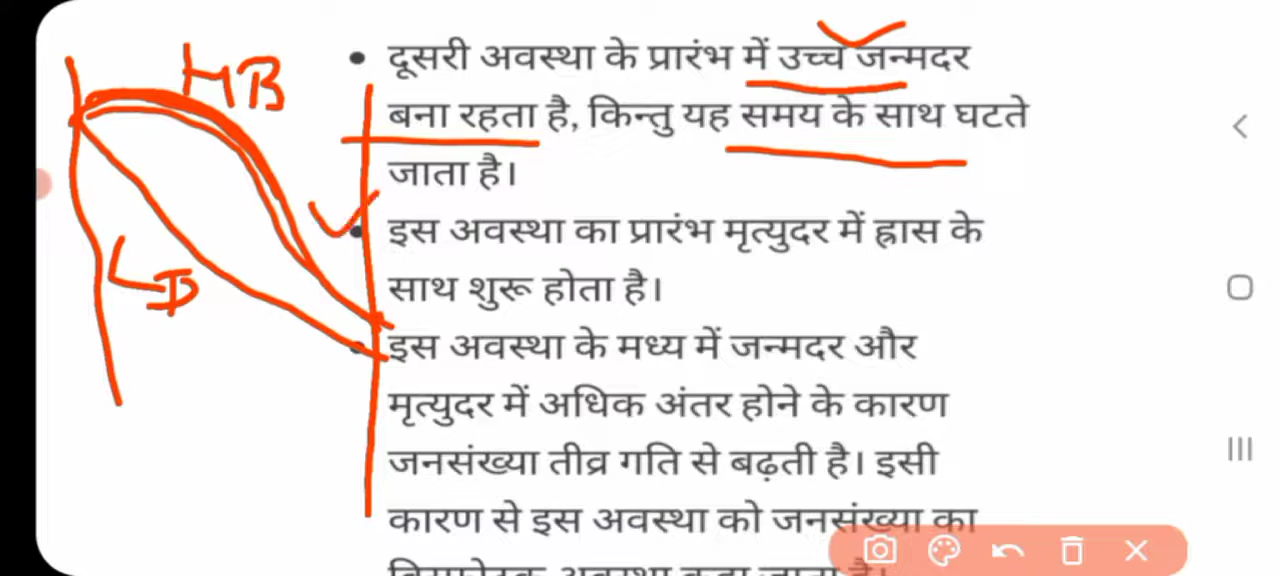 HB
D
• दूसरी अवस्था के प्रारंभ में उच्च जन्मदर
बना रहता है, किन्तु यह समय के साथ घटते
जाता है।
• इस अवस्था का प्रारंभ मृत्युदर में ह्रास के
साथ शुरू होता है।
• इस अवस्था के मध्य में जन्मदर और
मृत्युदर में अधिक अंतर होने के कारण
जनसंख्या तीव्र गति से बढ़ती है। इसी
कारण से इस अवस्था को जनसंख्या का